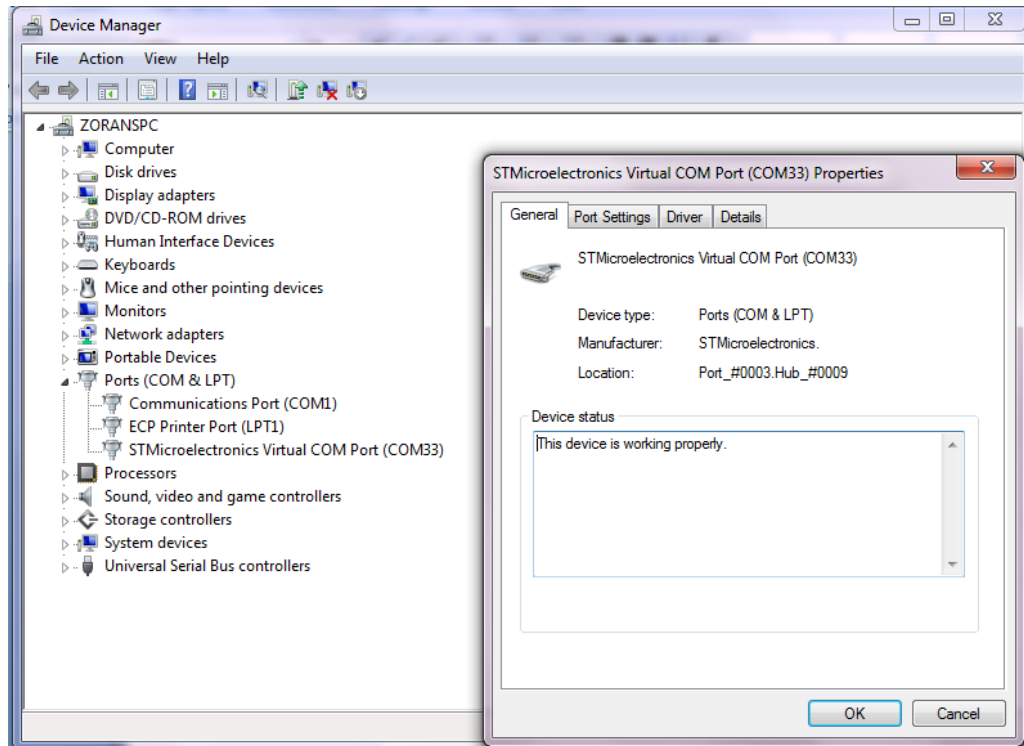 Device Manager
File Action View Help
ZORANSPC
Computer
Disk drives
Display adapters
DVD/CD-ROM drives
Human Interface Devices
Keyboards
Mice and other pointing devices
Monitors
Network adapters
Portable Devices
Ports (COM & LPT)
Communications Port (COM1)
ECP Printer Port (LPT1)
STMicroelectronics Virtual COM Port (COM33)
Processors
Sound, video and game controllers
Storage controllers
System devices
Universal Serial Bus controllers
STMicroelectronics Virtual COM Port (COM33) Properties
General Port Settings Driver Details
STMicroelectronics Virtual COM Port (COM33)
Device type: Ports (COM & LPT)
Manufacturer: STMicroelectronics.
Location: Port_#0003.Hub_#0009
Device status
This device is working properly.
OK Cancel